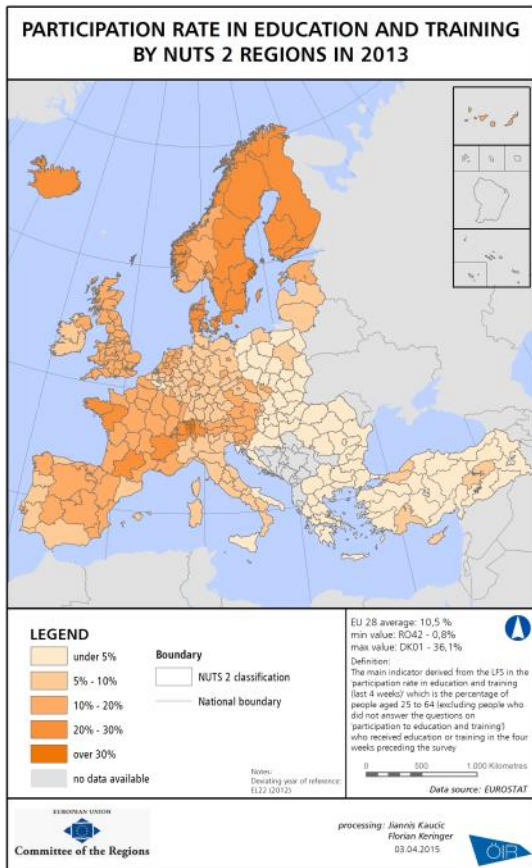 PARTICIPATION RATE IN EDUCATION AND TRAINING
BY NUTS 2 REGIONS IN 2013
LEGEND
under 5%
5% - 10%
10% - 20%
20% - 30%
over 30%
no data available
Boundary
NUTS 2 classification
National boundary
Notes:
Deviating year of reference:
EL22 (2012)
EU 28 average: 10,5 %
min value: RO42 - 0,8%
max value: DK01 - 36,1%
Definition:
The main indicator derived from the LFS in the
'participation rate in education and training
(last 4 weeks)' which is the percentage of
people aged 25 to 64 (excluding people who
did not answer the questions on
'participation to education and training')
who received education or training in the four
weeks preceding the survey
0 500 1.000 Kilometres
Data source: EUROSTAT
EUROPEAN UNION
Committee of the Regions
processing: Jiannis Kaucic
Florian Keringer
03.04.2015
ÖIR